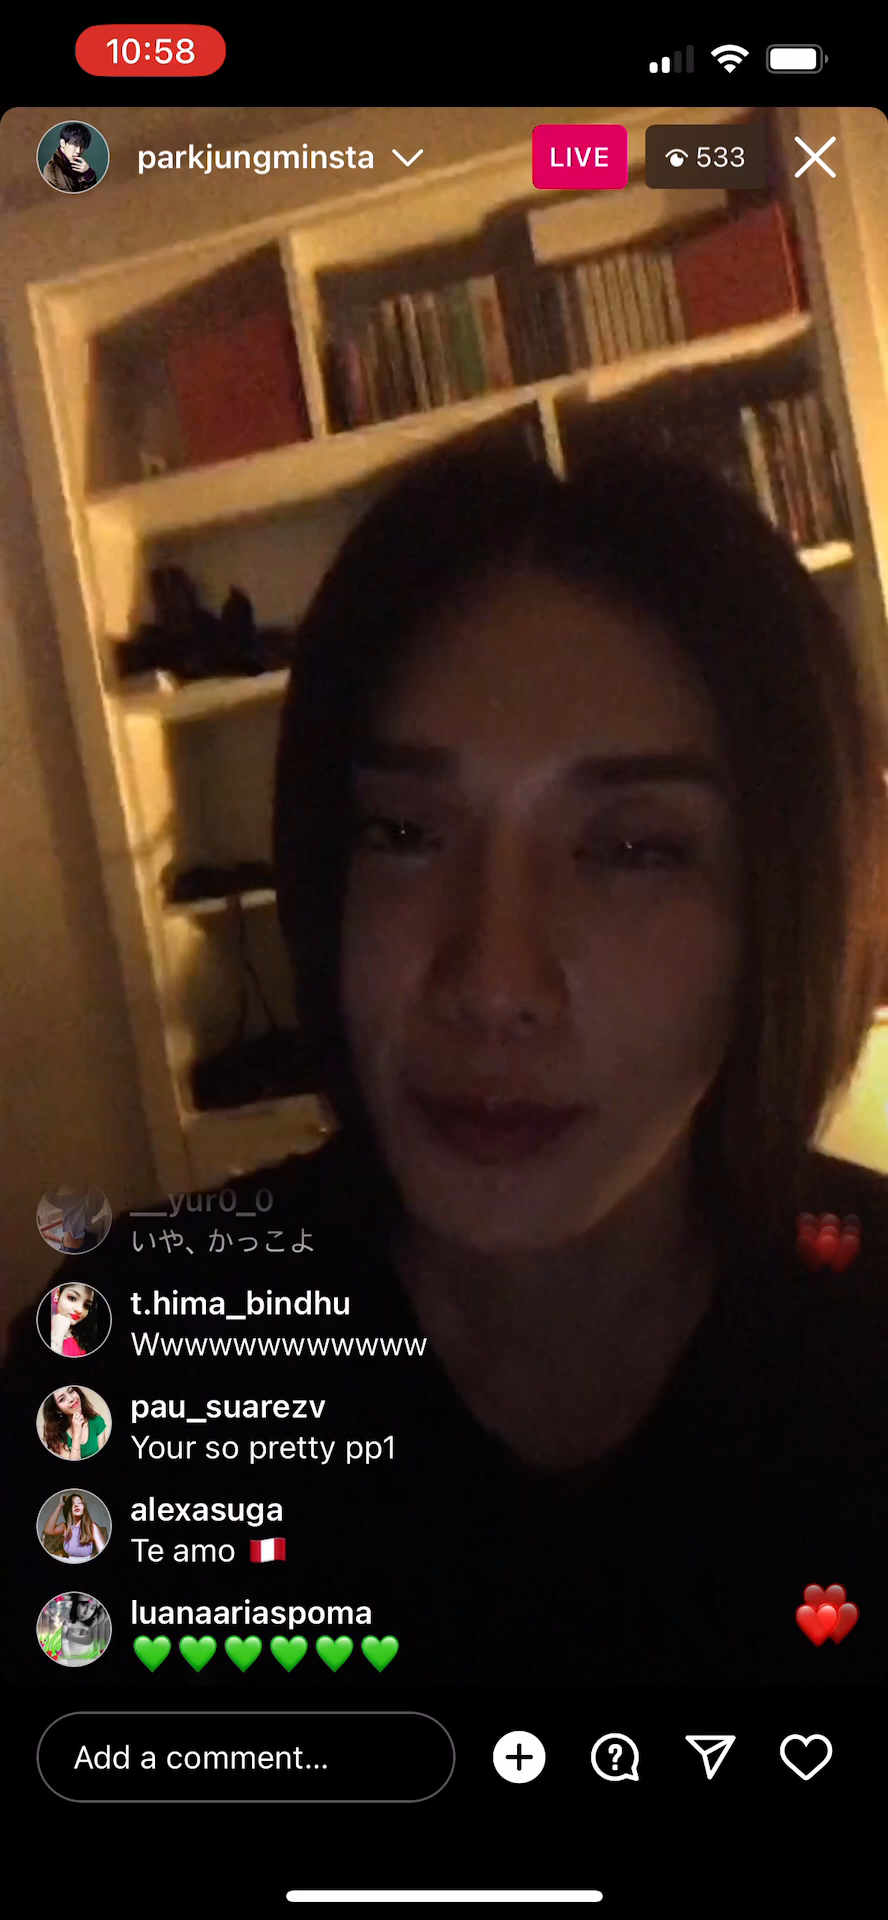 10:58
parkjungminsta
LIVE
533
__yur0_0
いや、かっこよ
t.hima_bindhu
Wwwwwwwwwwwww
pau_suarezv
Your so pretty pp1
alexasuga
Te amo 🇵🇪
luanaariaspoma
💚💚💚💚💚💚
Add a comment...